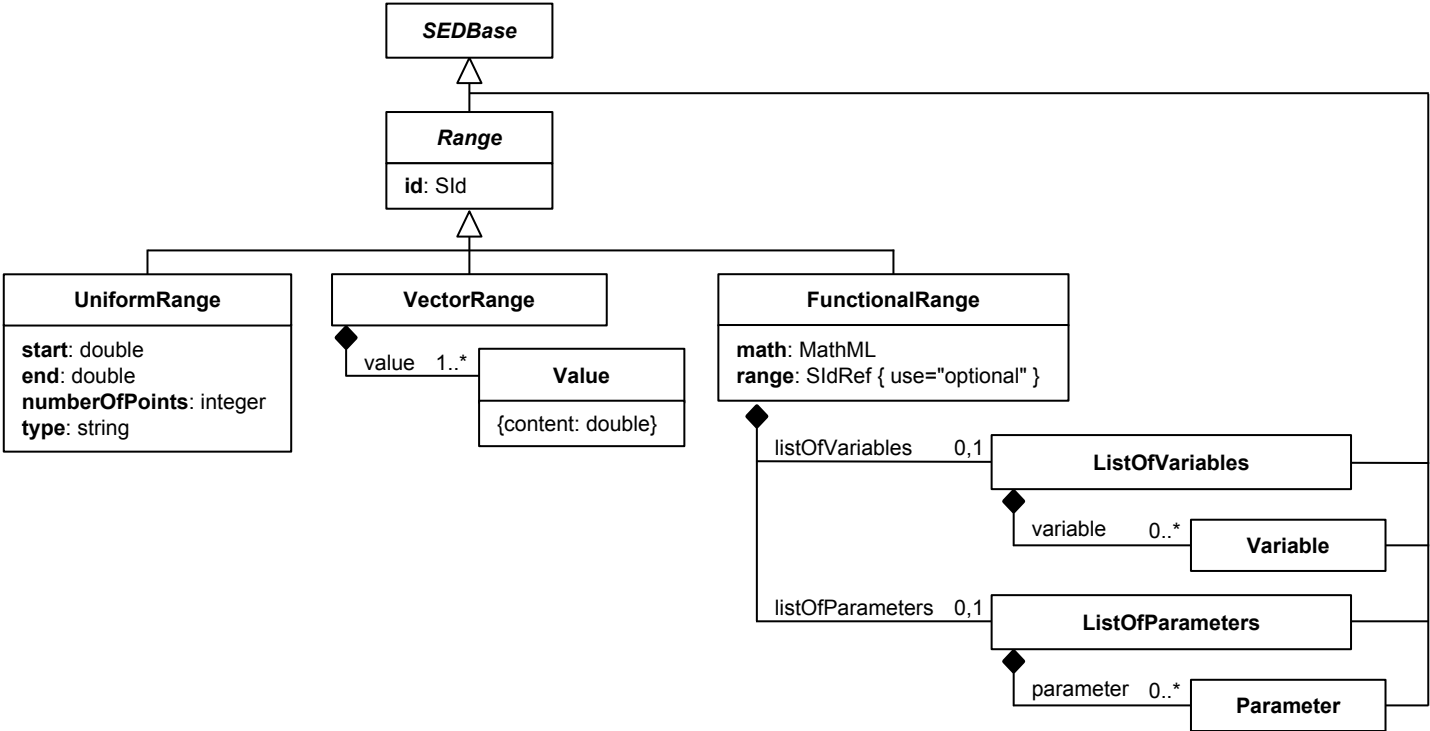 SEDBase
Range
id: SId
UniformRange
start: double
end: double
numberOfPoints: integer
type: string
VectorRange
value 1..*
Value
{content: double}
FunctionalRange
math: MathML
range: SIdRef { use="optional" }
listOfVariables 0,1
ListOfVariables
variable 0..*
Variable
listOfParameters 0,1
ListOfParameters
parameter 0..*
Parameter